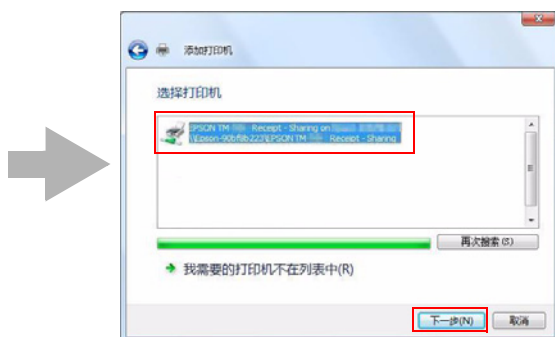 添加打印机
选择打印机
EPSON TM Receipt - Sharing on
\\Epson-90bf6b227\EPSON TM Receipt - Sharing
再次搜索(S)
我需要的打印机不在列表中(R)
下一步(N)
取消